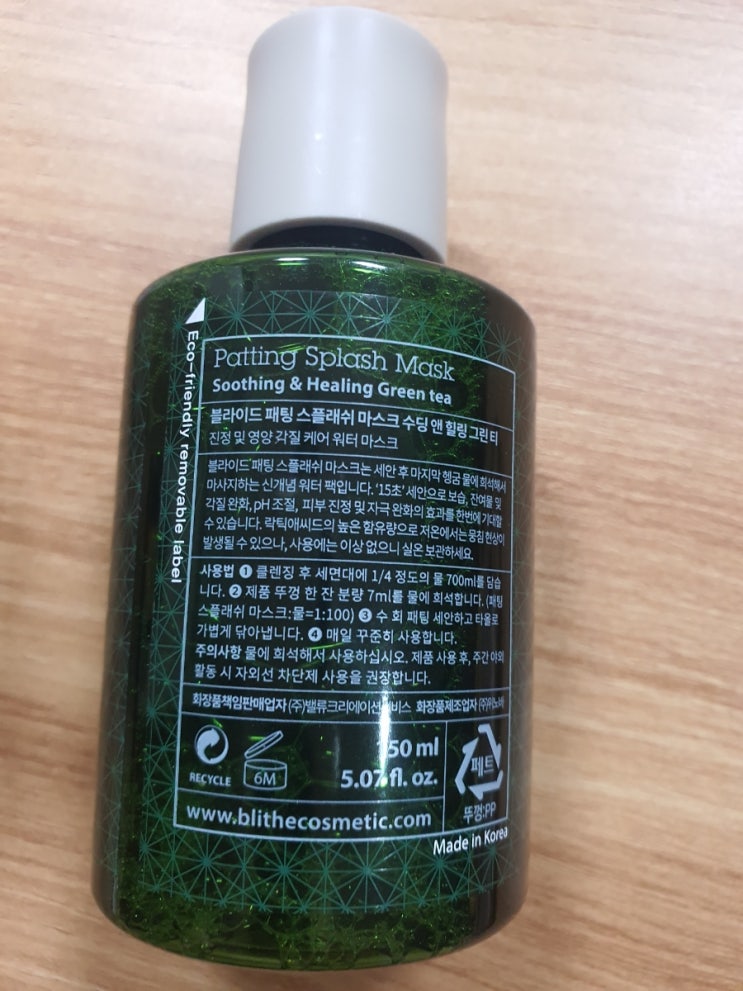 Eco-friendly removable label
Patting Splash Mask
Soothing & Healing Green tea
블라이드 패팅 스플래쉬 마스크 수딩 앤 힐링 그린 티
진정 및 영양 각질 케어 워터 마스크
블라이드 패팅 스플래쉬 마스크는 세안 후 마지막 헹굼 물에 희석해서
마사지하는 신개념 워터 팩입니다. '15초' 세안으로 보습, 잔여물 및
각질 완화, pH 조절, 피부 진정 및 자극 완화의 효과를 한번에 기대할
수 있습니다. 락틱애씨드의 높은 함유량으로 저온에서는 뭉침 현상이
발생될 수 있으나, 사용에는 이상 없으니 실온 보관하세요.
사용법 ❶ 클렌징 후 세면대에 1/4 정도의 물 700ml를 담습
니다. ❷ 제품 뚜껑 한 잔 분량 7ml를 물에 희석합니다. (패팅
스플래쉬 마스크:물=1:100) ❸ 수 회 패팅 세안하고 타올로
가볍게 닦아냅니다. ❹ 매일 꾸준히 사용합니다.
주의사항 물에 희석해서 사용하십시오. 제품 사용 후, 주간 야외
활동 시 자외선 차단제 사용을 권장합니다.
화장품책임판매업자 (주)밸류크리에이션 화장품제조업자
RECYCLE
6M
50 ml
5.07 fl. oz.
페트
뚜껑:PP
www.blithecosmetic.com
Made in Korea